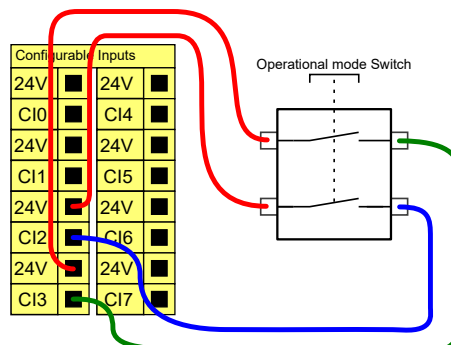 Configurable Inputs
24V 24V
CI0 CI4
24V 24V
CI1 CI5
24V 24V
CI2 CI6
24V 24V
CI3 CI7
Operational mode Switch